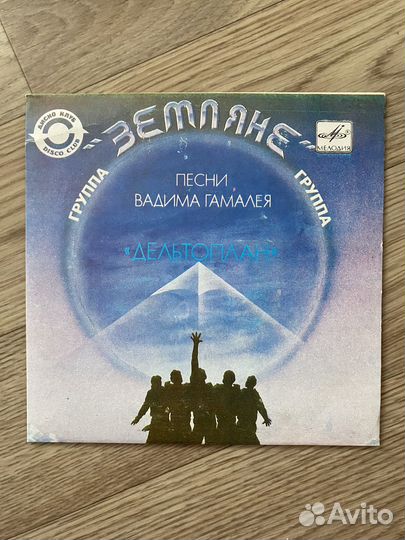 ДИСКО КЛУБ
DISCO CLUB
"ЗЕМЛЯНЕ"
МЕЛОДИЯ
ГРУППА
ГРУППА
ПЕСНИ
ВАДИМА ГАМАЛЕЯ
«ДЕЛЬТОПЛАН»
Avito